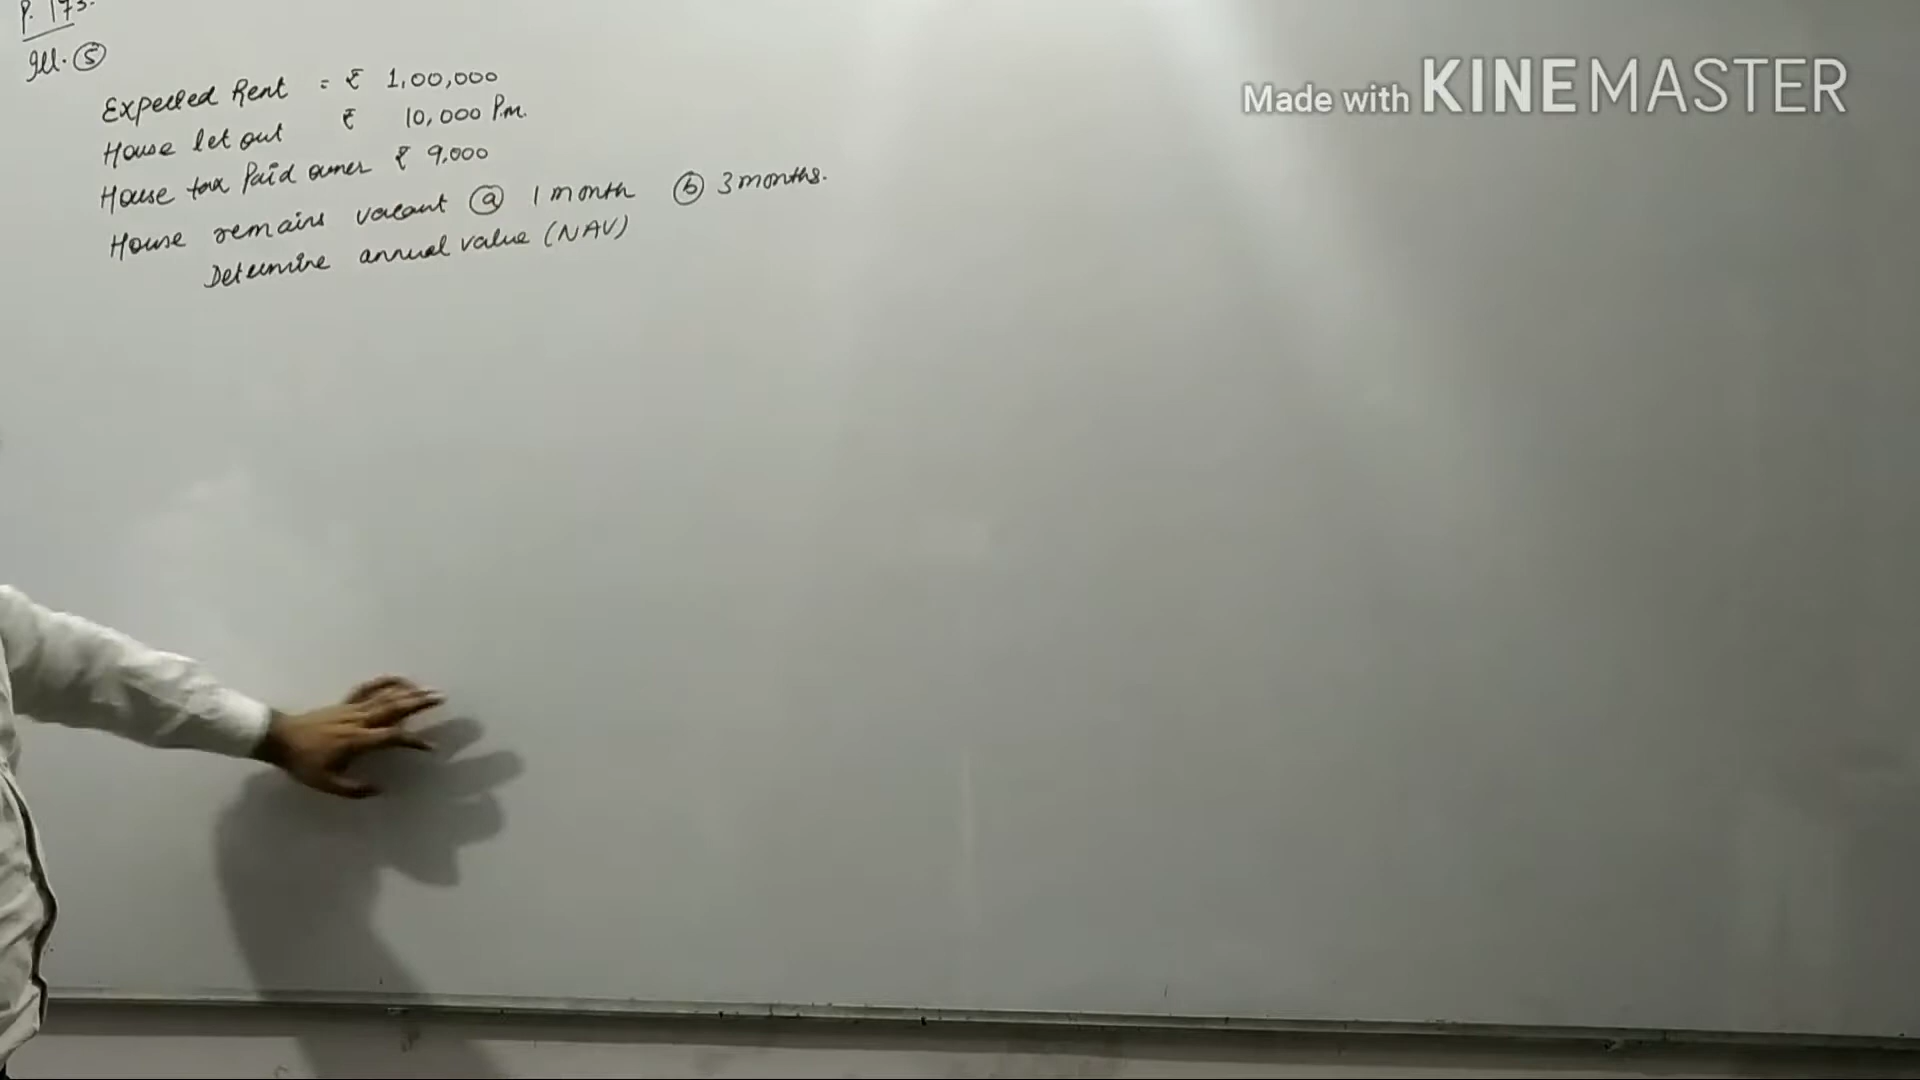 P. 173.
Ill. (5)
Expected Rent = ₹ 1,00,000
House let out ₹ 10,000 P.m.
House tax Paid owner ₹ 9,000
House remains vacant (a) 1 month (b) 3 months.
Determine annual value (NAV)
Made with KINEMASTER